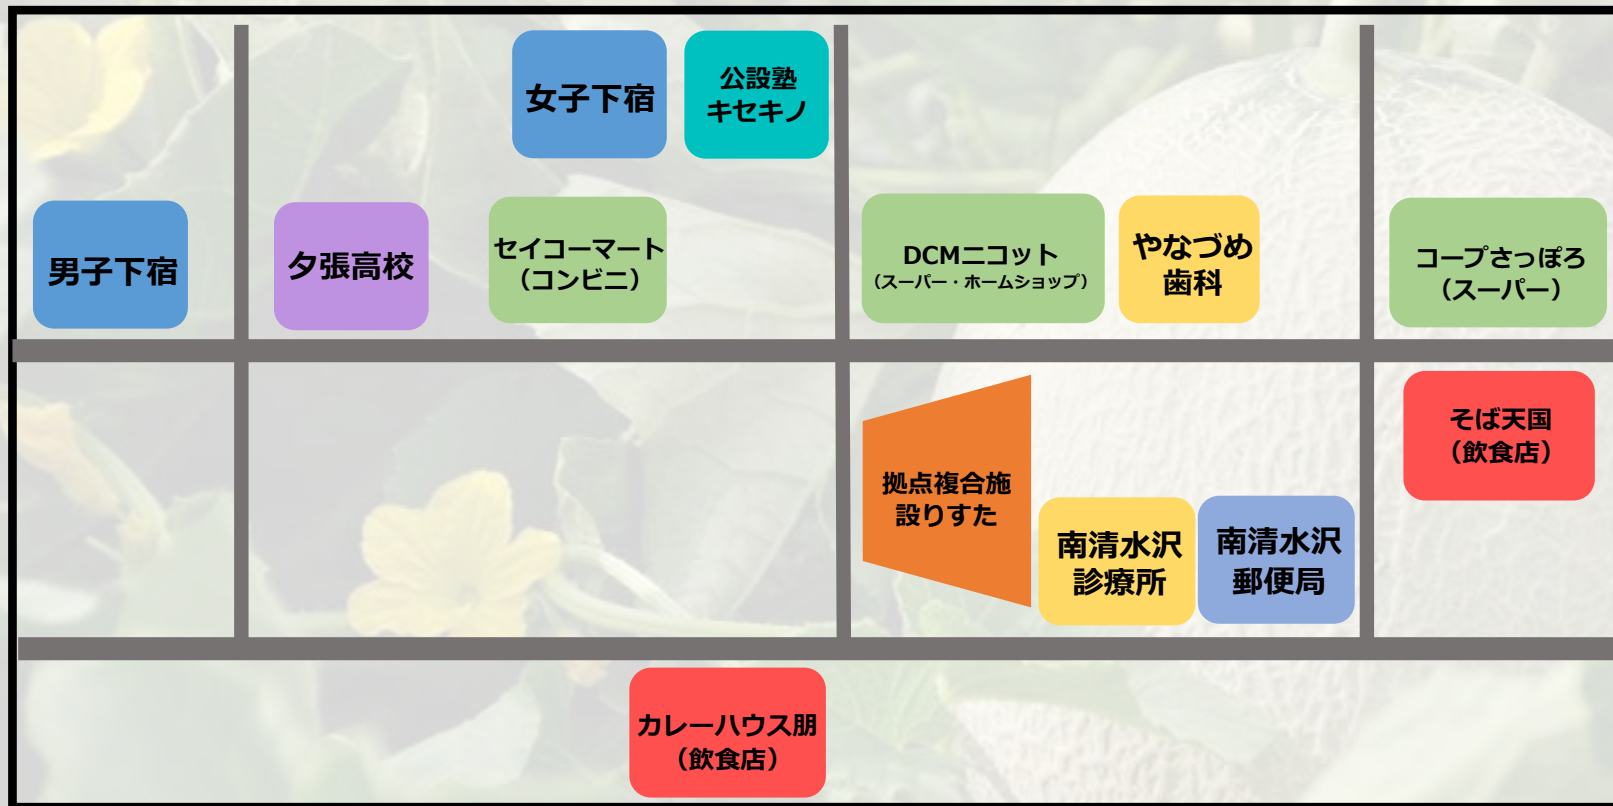 女子下宿
公設塾
キセキノ
男子下宿
夕張高校
セイコーマート
（コンビニ）
DCMニコット
（スーパー・ホームショップ）
やなづめ
歯科
コープさっぽろ
（スーパー）
そば天国
（飲食店）
拠点複合施
設りすた
南清水沢
診療所
南清水沢
郵便局
カレーハウス朋
（飲食店）